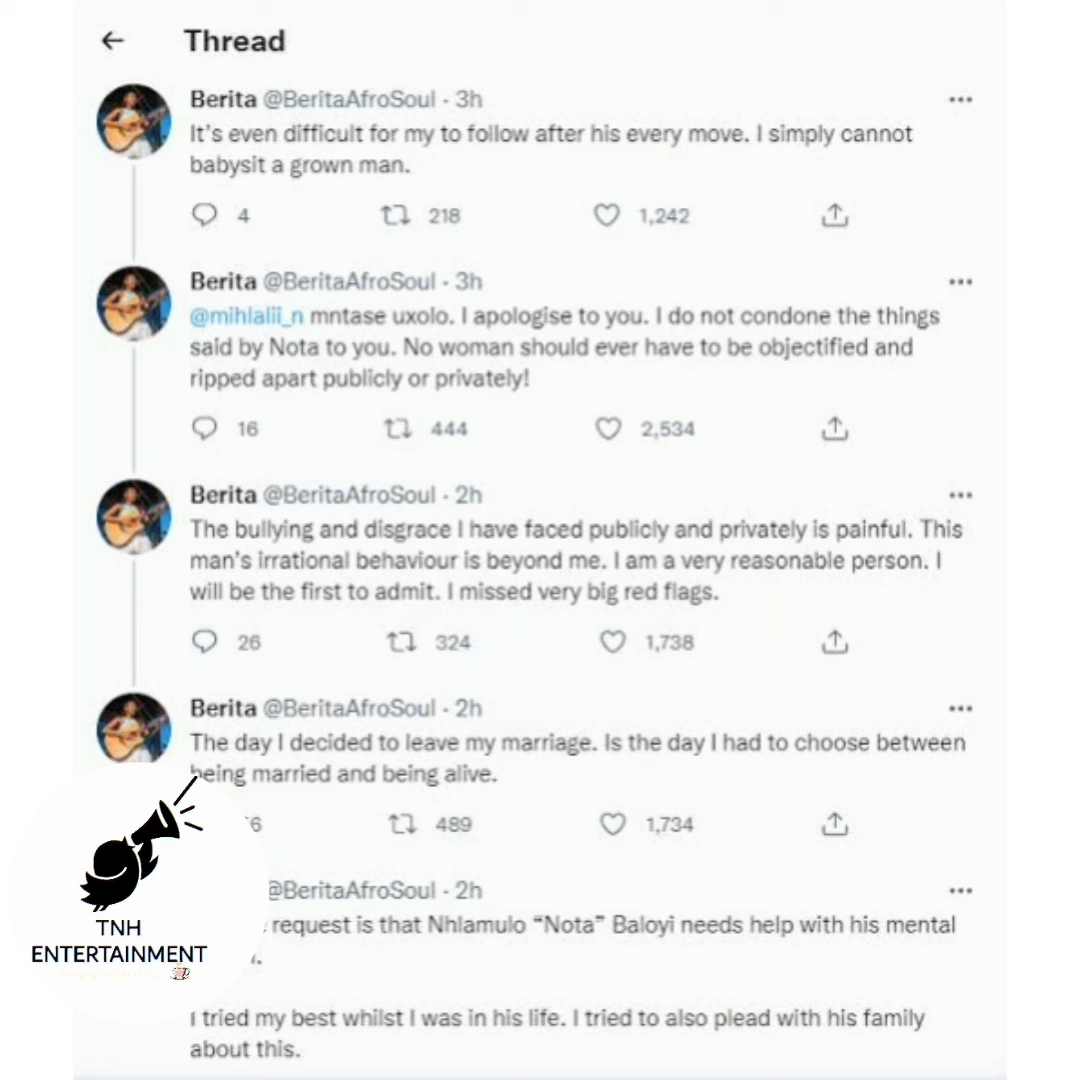 Thread
Berita @BeritaAfroSoul · 3h
It's even difficult for my to follow after his every move. I simply cannot
babysit a grown man.
4 218 1,242
Berita @BeritaAfroSoul · 3h
@mihlalii_n mntase uxolo. I apologise to you. I do not condone the things
said by Nota to you. No woman should ever have to be objectified and
ripped apart publicly or privately!
16 444 2,534
Berita @BeritaAfroSoul · 2h
The bullying and disgrace I have faced publicly and privately is painful. This
man's irrational behaviour is beyond me. I am a very reasonable person. I
will be the first to admit. I missed very big red flags.
26 324 1,738
Berita @BeritaAfroSoul · 2h
The day I decided to leave my marriage. Is the day I had to choose between
being married and being alive.
489 1,734
@BeritaAfroSoul · 2h
request is that Nhlamulo “Nota” Baloyi needs help with his mental
I tried my best whilst I was in his life. I tried to also plead with his family
about this.
TNH
ENTERTAINMENT